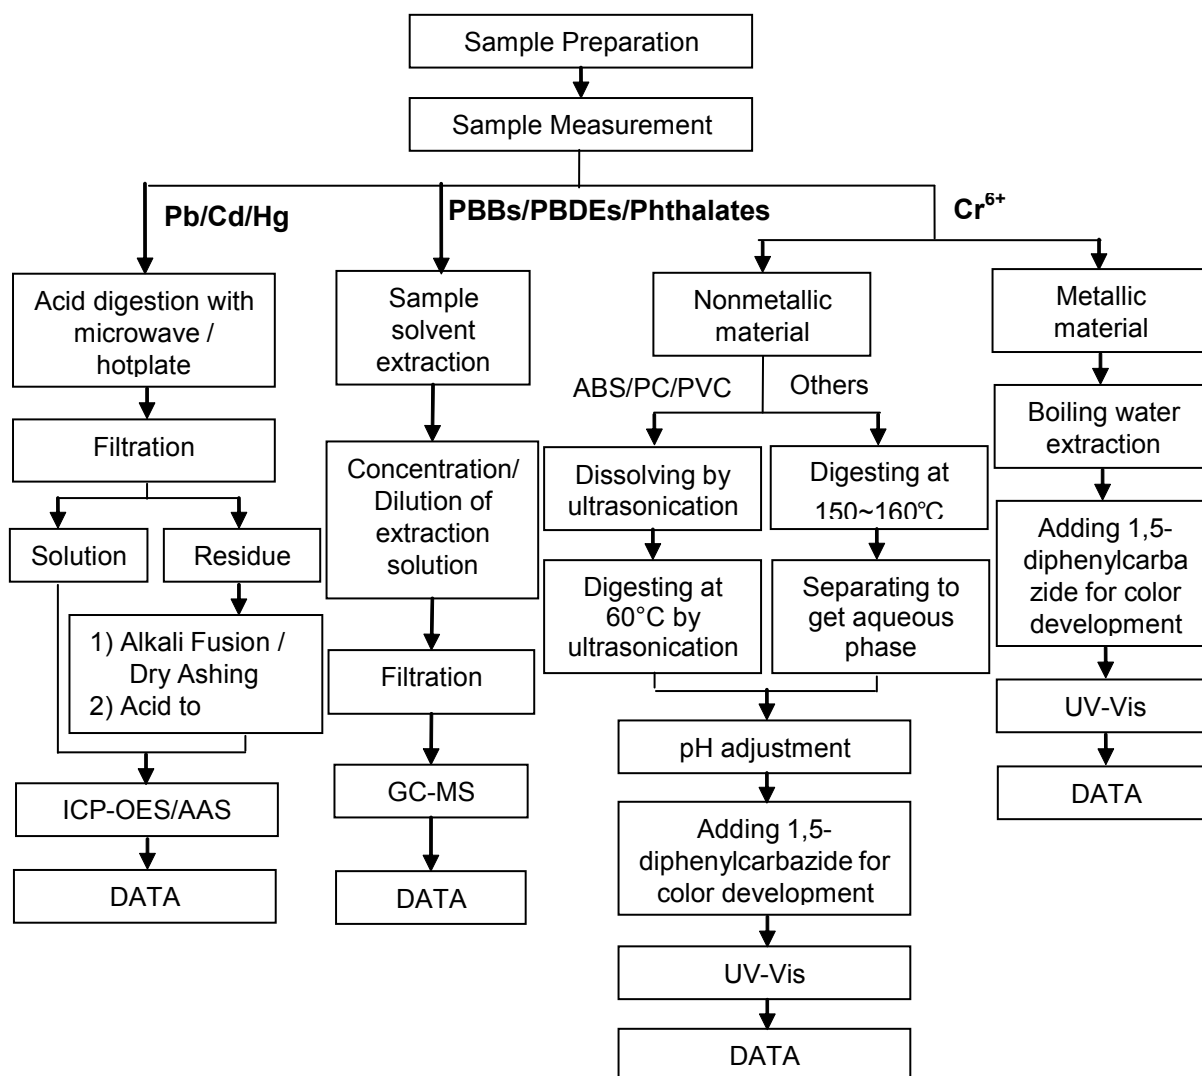 Sample Preparation
Sample Measurement
Pb/Cd/Hg
PBBs/PBDEs/Phthalates
Cr⁶⁺
Acid digestion with
microwave /
hotplate
Filtration
Solution
Residue
1) Alkali Fusion /
Dry Ashing
2) Acid to
ICP-OES/AAS
DATA
Sample
solvent
extraction
Concentration/
Dilution of
extraction
solution
Filtration
GC-MS
DATA
Nonmetallic
material
ABS/PC/PVC
Others
Dissolving by
ultrasonication
Digesting at
60°C by
ultrasonication
Digesting at
150~160℃
Separating to
get aqueous
phase
pH adjustment
Adding 1,5-
diphenylcarbazide for
color development
UV-Vis
DATA
Metallic
material
Boiling water
extraction
Adding 1,5-
diphenylcarba
zide for color
development
UV-Vis
DATA